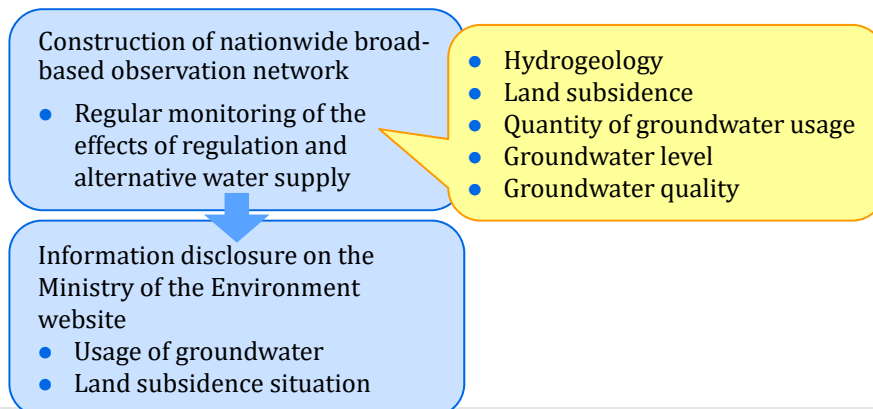 Construction of nationwide broad-
based observation network
● Regular monitoring of the
effects of regulation and
alternative water supply
● Hydrogeology
● Land subsidence
● Quantity of groundwater usage
● Groundwater level
● Groundwater quality
Information disclosure on the
Ministry of the Environment
website
● Usage of groundwater
● Land subsidence situation